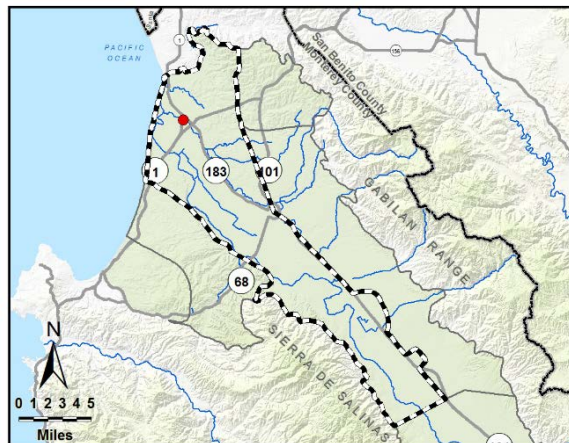 1
156
PACIFIC
OCEAN
San Benito County
Monterey County
183
101
1
GABILAN RANGE
68
N
SIERRA DE SALINAS
0 1 2 3 4 5
Miles